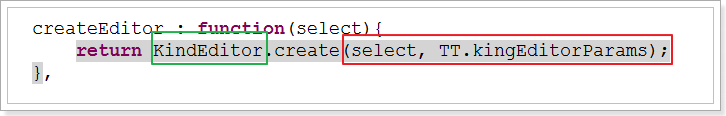 createEditor : function(select){
return KindEditor.create(select, TT.kingEditorParams);
},